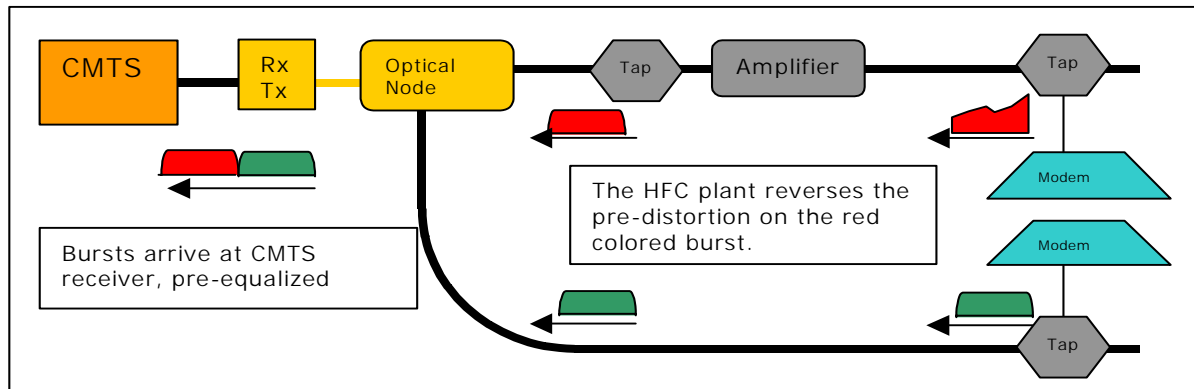 CMTS
Rx
Tx
Optical
Node
Tap
Amplifier
Tap
The HFC plant reverses the
pre-distortion on the red
colored burst.
Modem
Bursts arrive at CMTS
receiver, pre-equalized
Modem
Tap